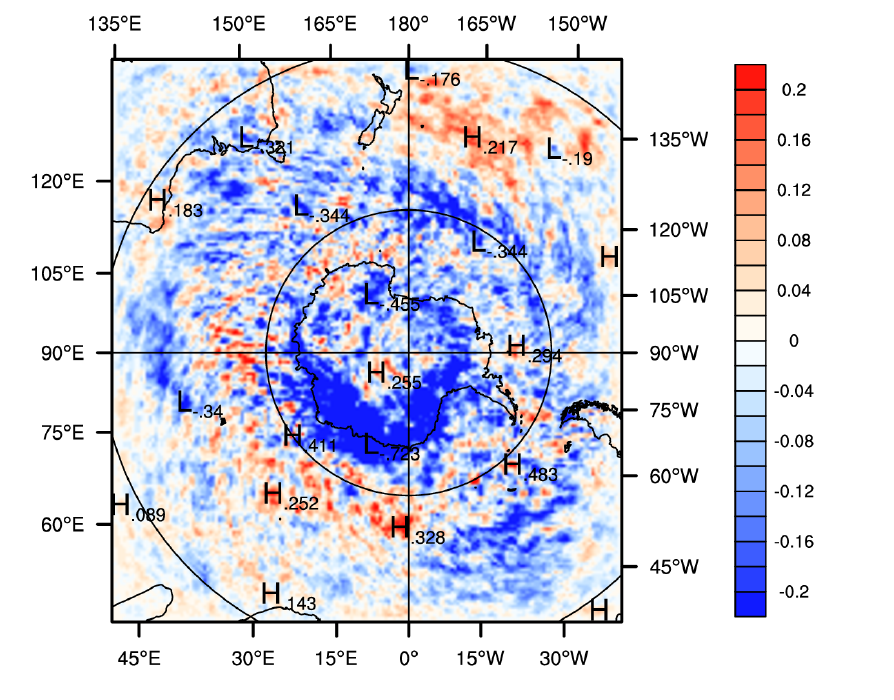 135°E 150°E 165°E 180° 165°W 150°W
L -.176
0.2
L -.321 H .217 L -.19 135°W 0.16
120°E H .183 0.12
L -.344 120°W
L -.344 H 0.08
105°E
L -.455 105°W 0.04
90°E H .294 90°W 0
H .255
L -.34 -0.04
75°W
75°E H .411 L -.723 -0.08
H .483 60°W
H .252 -0.12
H .089 H .328
60°E -0.16
45°W
H .143 H -0.2
45°E 30°E 15°E 0° 15°W 30°W